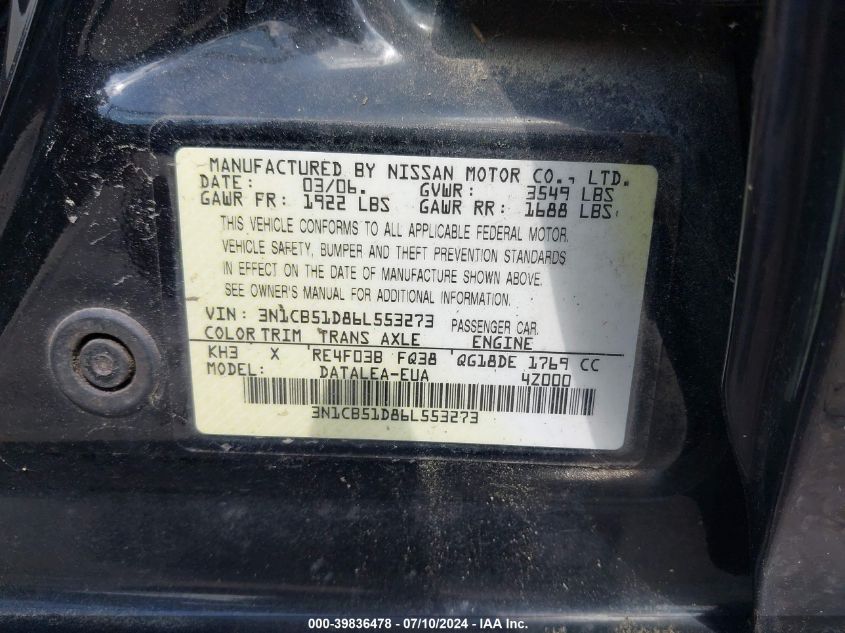 MANUFACTURED BY NISSAN MOTOR CO., LTD.
DATE: 03/06. GVWR: 3549 LBS
GAWR FR: 1922 LBS GAWR RR: 1688 LBS
THIS VEHICLE CONFORMS TO ALL APPLICABLE FEDERAL MOTOR
VEHICLE SAFETY, BUMPER AND THEFT PREVENTION STANDARDS
IN EFFECT ON THE DATE OF MANUFACTURE SHOWN ABOVE.
SEE OWNER'S MANUAL FOR ADDITIONAL INFORMATION.
VIN: 3N1CB51D86L553273 PASSENGER CAR
COLOR TRIM TRANS AXLE ENGINE
KH3 X RE4F03B FQ38 QG18DE 1769 CC
MODEL: DATALEA-EUA 4Z000
3N1CB51D86L553273
000-39836478 - 07/10/2024 - IAA Inc.